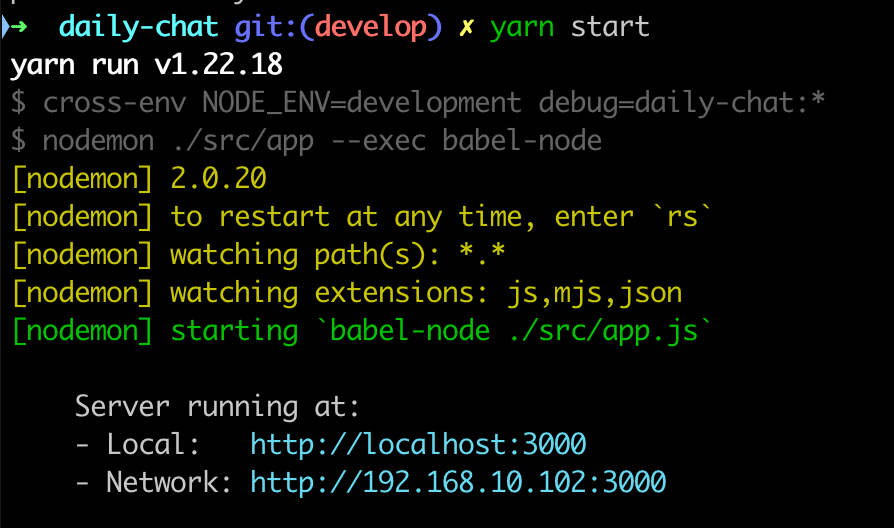 ➜ daily-chat git:(develop) ✗ yarn start
yarn run v1.22.18
$ cross-env NODE_ENV=development debug=daily-chat:*
$ nodemon ./src/app --exec babel-node
[nodemon] 2.0.20
[nodemon] to restart at any time, enter `rs`
[nodemon] watching path(s): *.*
[nodemon] watching extensions: js,mjs,json
[nodemon] starting `babel-node ./src/app.js`
Server running at:
- Local: http://localhost:3000
- Network: http://192.168.10.102:3000